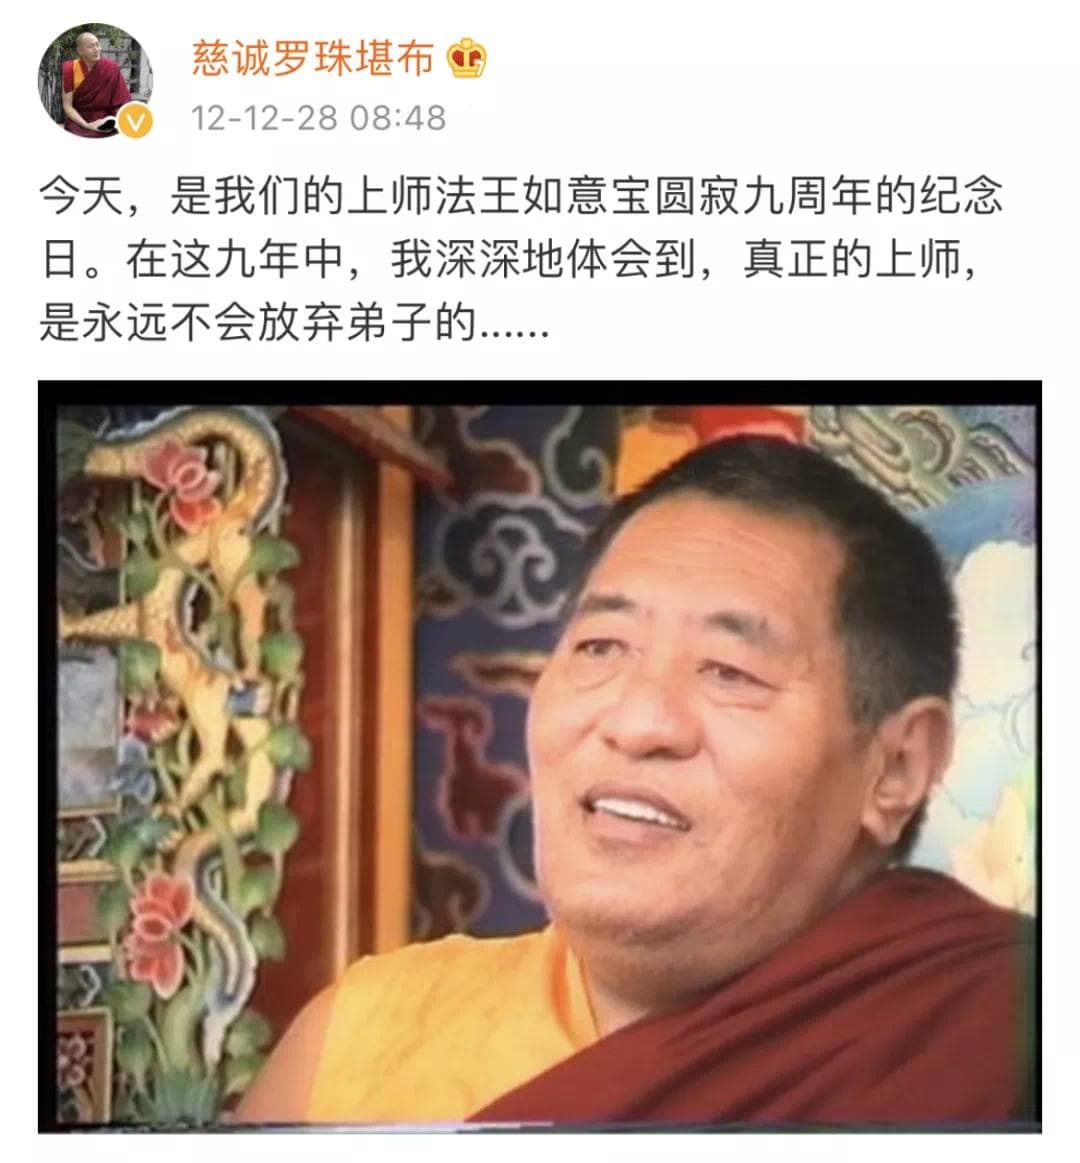 慈诚罗珠堪布
12-12-28 08:48
今天，是我们的上师法王如意宝圆寂九周年的纪念
日。在这九年中，我深深地体会到，真正的上师，
是永远不会放弃弟子的......